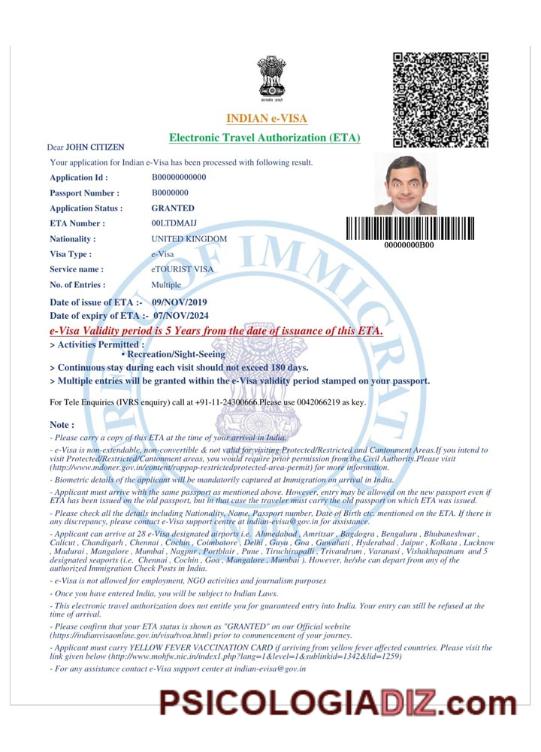 INDIAN e-VISA
Electronic Travel Authorization (ETA)
Dear JOHN CITIZEN
Your application for Indian e-Visa has been processed with following result.
Application Id : B00000000000
Passport Number : B0000000
Application Status : GRANTED
ETA Number : 00LTDMAIJ
00000000B00
Nationality : UNITED KINGDOM
Visa Type : e-Visa
Service name : eTOURIST VISA
No. of Entries : Multiple
Date of issue of ETA :- 09/NOV/2019
Date of expiry of ETA :- 07/NOV/2024
e-Visa Validity period is 5 Years from the date of issuance of this ETA.
> Activities Permitted :
• Recreation/Sight-Seeing
> Continuous stay during each visit should not exceed 180 days.
> Multiple entries will be granted within the e-Visa validity period stamped on your passport.
For Tele Enquiries (IVRS enquiry) call at +91-11-24300666.Please use 0042066219 as key.
Note :
- Please carry a copy of this ETA at the time of your arrival in India.
- e-Visa is non-extendable, non-convertible & not valid for visiting Protected/Restricted and Cantonment Areas.If you intend to
visit Protected/Restricted/Cantonment areas, you would require prior permission from the Civil Authority.Please visit
(http://www.mdoner.gov.in/content/rappap-restrictedprotected-area-permit) for more information.
- Biometric details of the applicant will be mandatorily captured at Immigration on arrival in India.
- Applicant must arrive with the same passport as mentioned above. However, entry may be allowed on the new passport even if
ETA has been issued on the old passport, but in that case the traveler must carry the old passport on which ETA was issued.
- Please check all the details including Nationality, Name, Passport number, Date of Birth etc. mentioned on the ETA. If there is
any discrepancy, please contact e-Visa support center at indian-evisa@gov.in for assistance.
- Applicant can arrive at 28 e-Visa designated airports i.e. Ahmedabad , Amritsar , Bagdogra , Bengaluru , Bhubaneshwar ,
Calicut , Chandigarh , Chennai , Cochin , Coimbatore , Delhi , Gaya , Goa , Guwahati , Hyderabad , Jaipur , Kolkata , Lucknow
, Madurai , Mangalore , Mumbai , Nagpur , Portblair , Pune , Tiruchirapalli , Trivandrum , Varanasi , Vishakhapatnam and 5
designated seaports (i.e. Chennai , Cochin , Goa , Mangalore , Mumbai ). However, he/she can depart from any of the
authorized Immigration Check Posts in India.
- e-Visa is not allowed for employment, NGO activities and journalism purposes
- Once you have entered India, you will be subject to Indian Laws.
- This electronic travel authorization does not entitle you for guaranteed entry into India. Your entry can still be refused at the
time of arrival.
- Please confirm that your ETA status is shown as "GRANTED" on our Official website
(https://indianvisaonline.gov.in/visa/tvoa.html) prior to commencement of your journey.
- Applicant must carry YELLOW FEVER VACCINATION CARD if arriving from yellow fever affected countries. Please visit the
link given below (http://www.mohfw.nic.in/index1.php?lang=1&level=1&sublinkid=1342&lid=1259)
- For any assistance contact e-Visa support center at indian-evisa@gov.in
PSICOLOGIADIZ.com